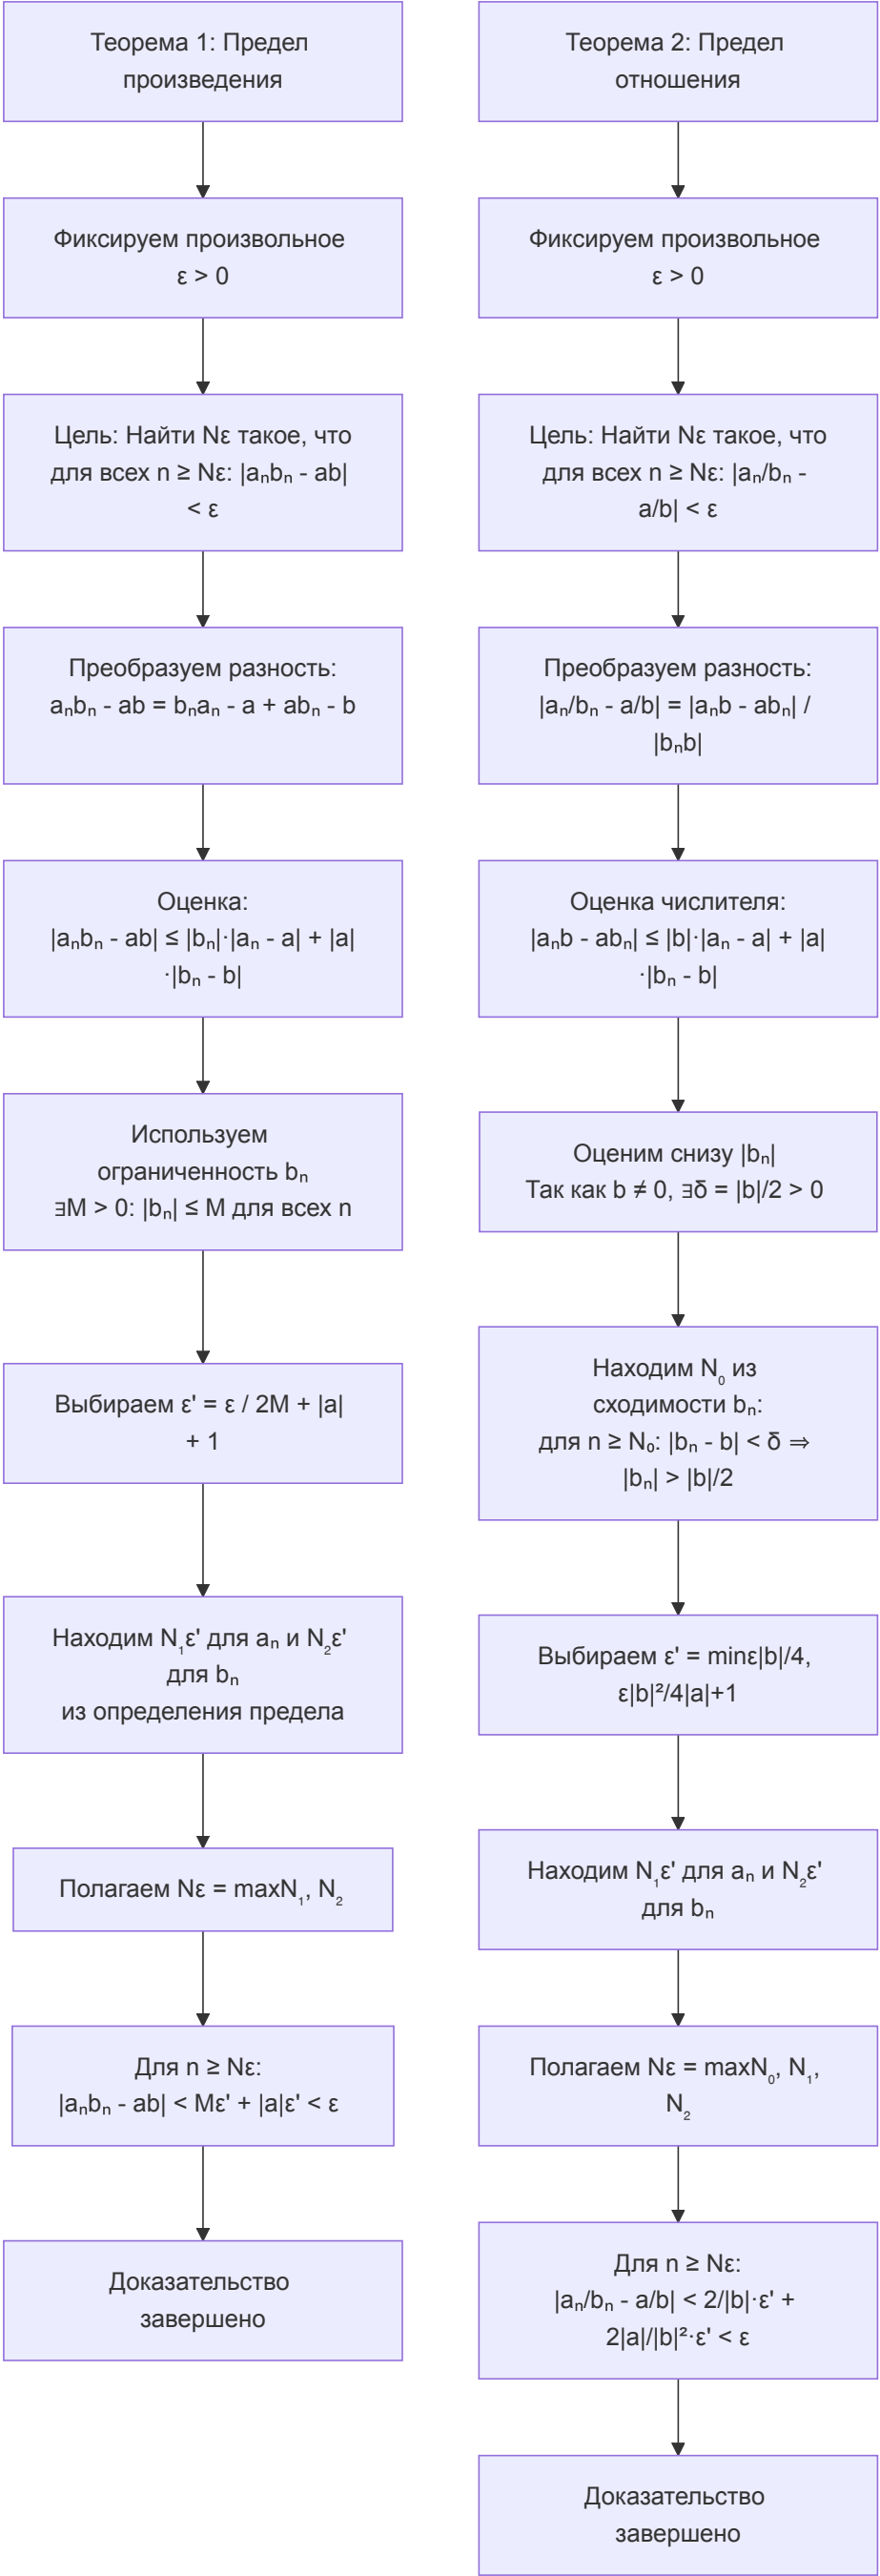 Теорема 1: Предел
произведения
Фиксируем произвольное
ε > 0
Цель: Найти Nε такое, что
для всех n ≥ Nε: |aₙbₙ - ab|
< ε
Преобразуем разность:
aₙbₙ - ab = bₙaₙ - a + abₙ - b
Оценка:
|aₙbₙ - ab| ≤ |bₙ|·|aₙ - a| + |a|
·|bₙ - b|
Используем
ограниченность bₙ
∃M > 0: |bₙ| ≤ M для всех n
Выбираем ε' = ε / 2M + |a|
+ 1
Находим N₁ε' для aₙ и N₂ε'
для bₙ
из определения предела
Полагаем Nε = maxN₁, N₂
Для n ≥ Nε:
|aₙbₙ - ab| < Mε' + |a|ε' < ε
Доказательство
завершено
Теорема 2: Предел
отношения
Фиксируем произвольное
ε > 0
Цель: Найти Nε такое, что
для всех n ≥ Nε: |aₙ/bₙ -
a/b| < ε
Преобразуем разность:
|aₙ/bₙ - a/b| = |aₙb - abₙ| /
|bₙb|
Оценка числителя:
|aₙb - abₙ| ≤ |b|·|aₙ - a| + |a|
·|bₙ - b|
Оценим снизу |bₙ|
Так как b ≠ 0, ∃δ = |b|/2 > 0
Находим N₀ из
сходимости bₙ:
для n ≥ N₀: |bₙ - b| < δ ⇒
|bₙ| > |b|/2
Выбираем ε' = minε|b|/4,
ε|b|²/4|a|+1
Находим N₁ε' для aₙ и N₂ε'
для bₙ
Полагаем Nε = maxN₀, N₁,
N₂
Для n ≥ Nε:
|aₙ/bₙ - a/b| < 2/|b|·ε' +
2|a|/|b|²·ε' < ε
Доказательство
завершено